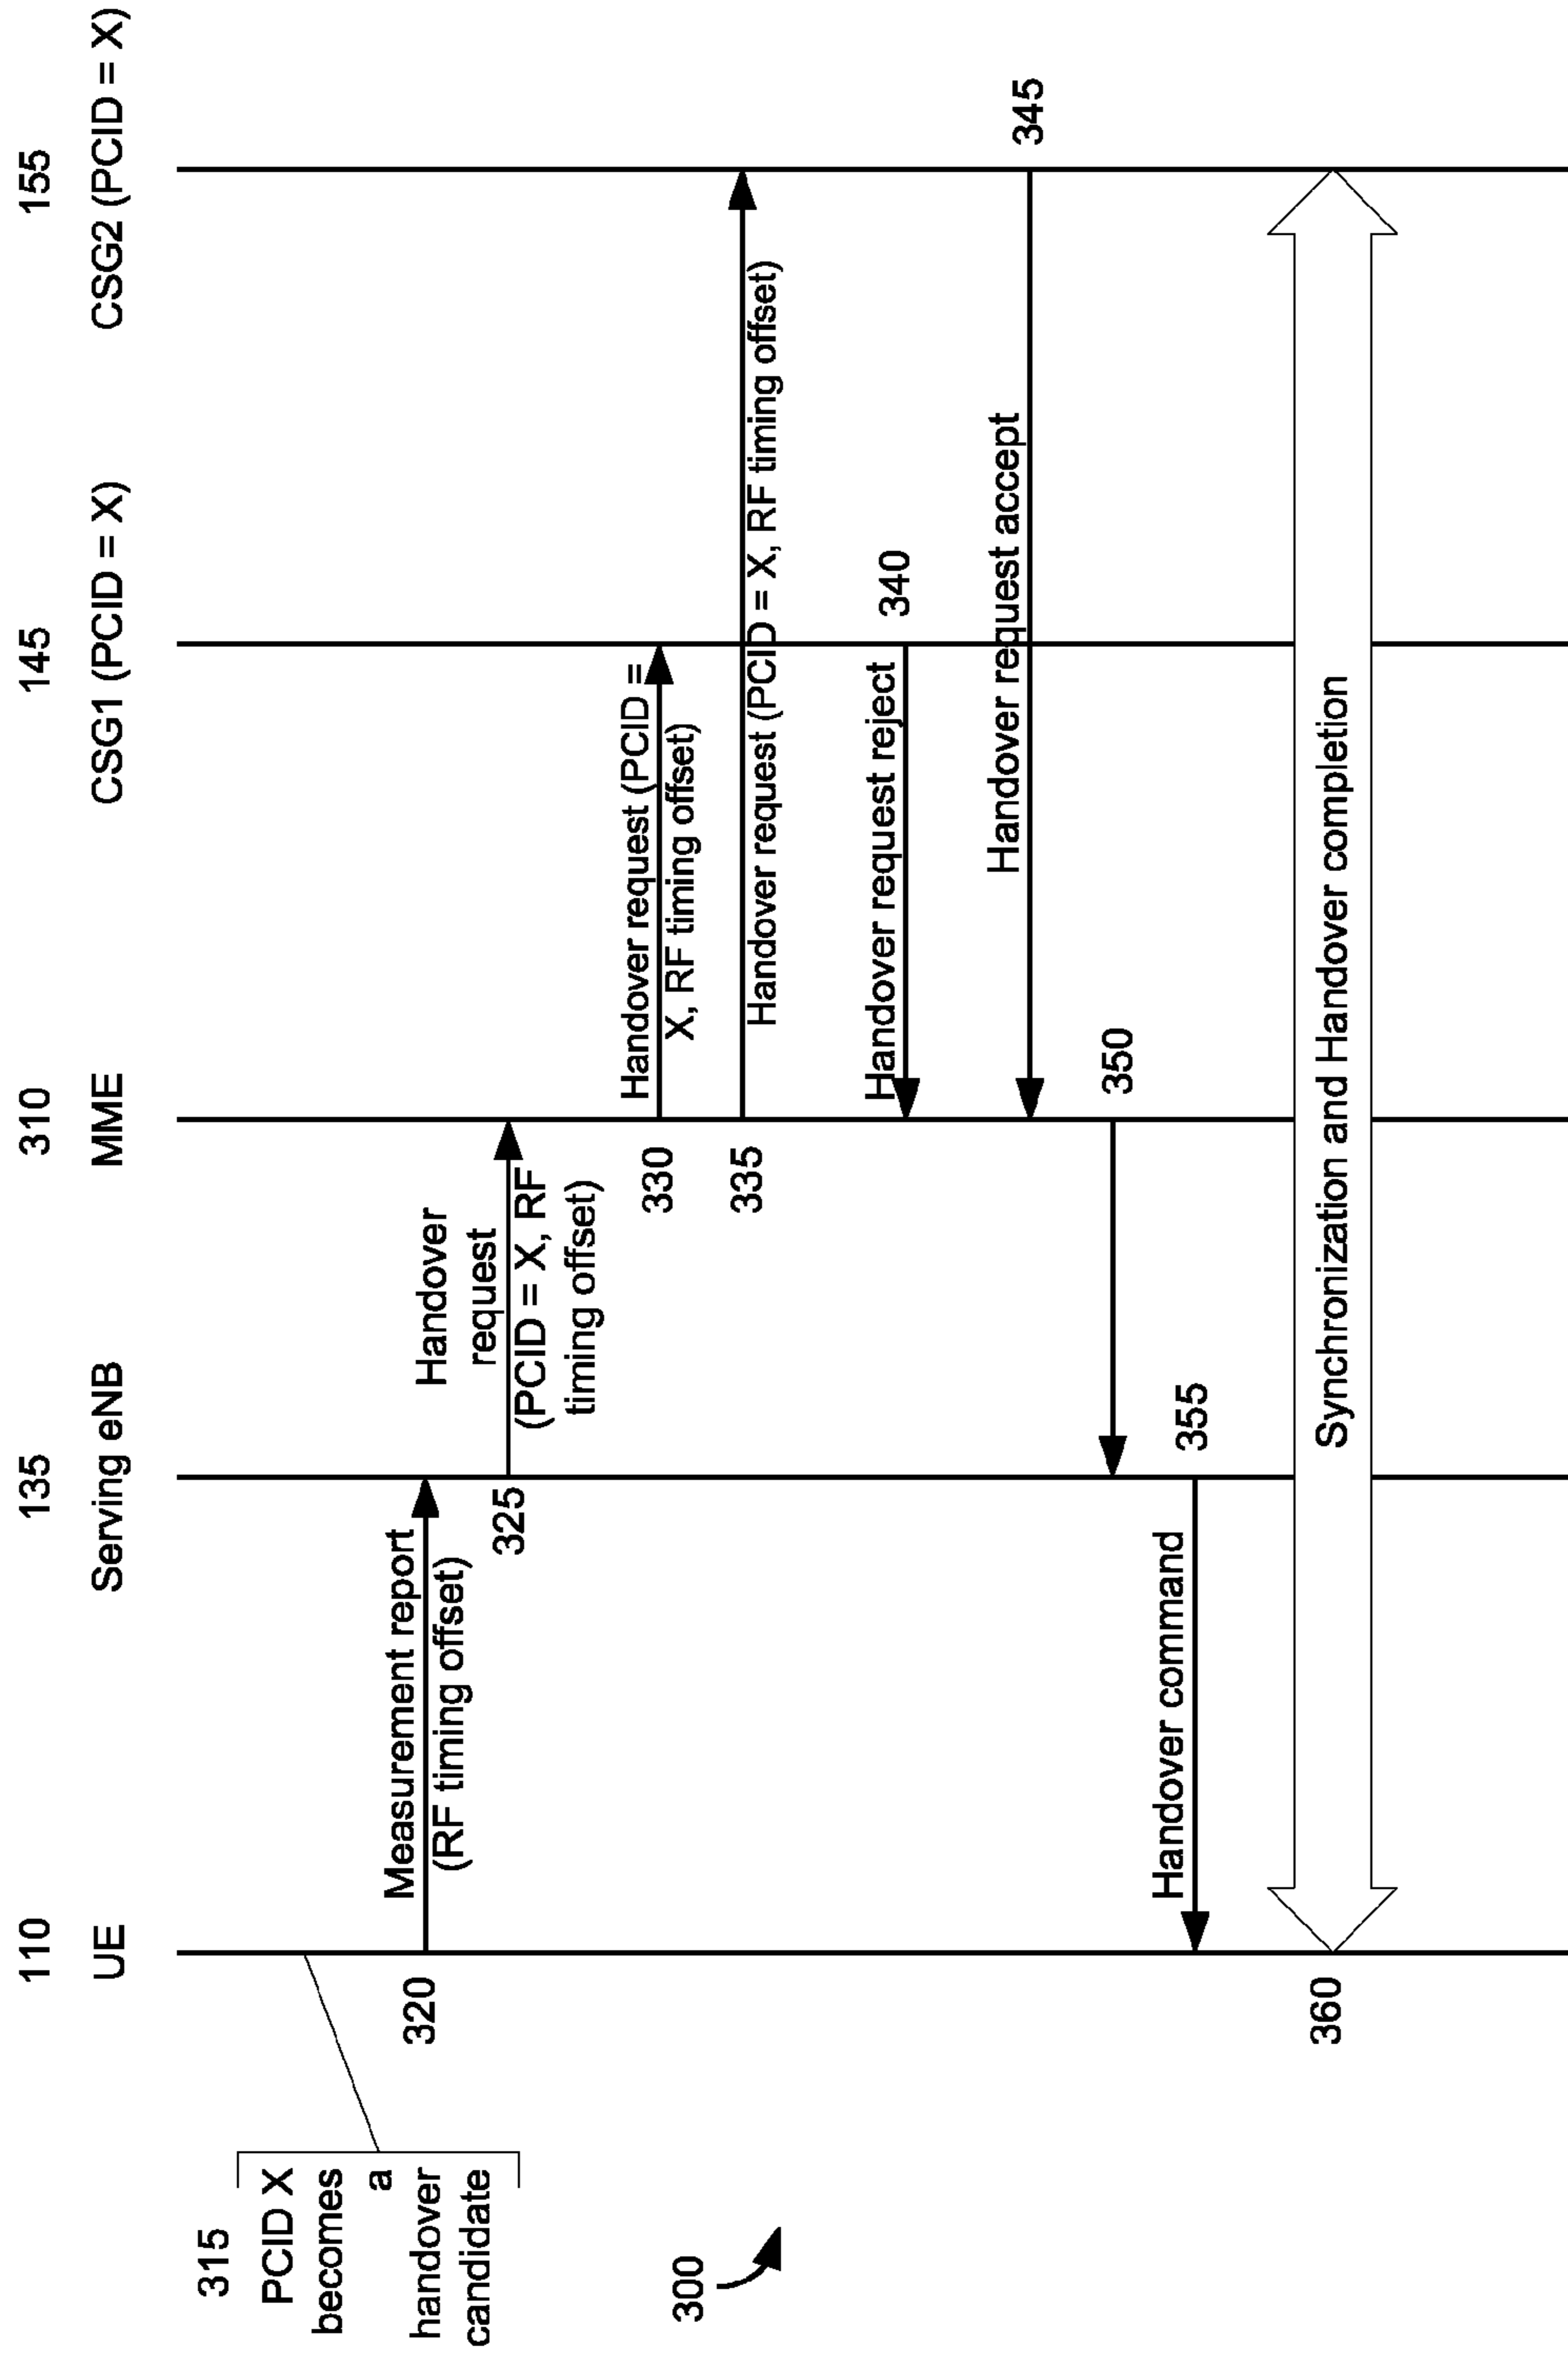 110
135
310
145
155
UE
Serving eNB
MME
CSG1 (PCID = X)
CSG2 (PCID = X)
315
PCID X
becomes
a
handover
candidate
320
Measurement report
(RF timing offset)
325
Handover
request
(PCID = X, RF
timing offset)
330
Handover request (PCID =
X, RF timing offset)
335
Handover request (PCID = X, RF timing offset)
300
Handover request reject
340
Handover request accept
345
350
Handover command
355
360
Synchronization and Handover completion